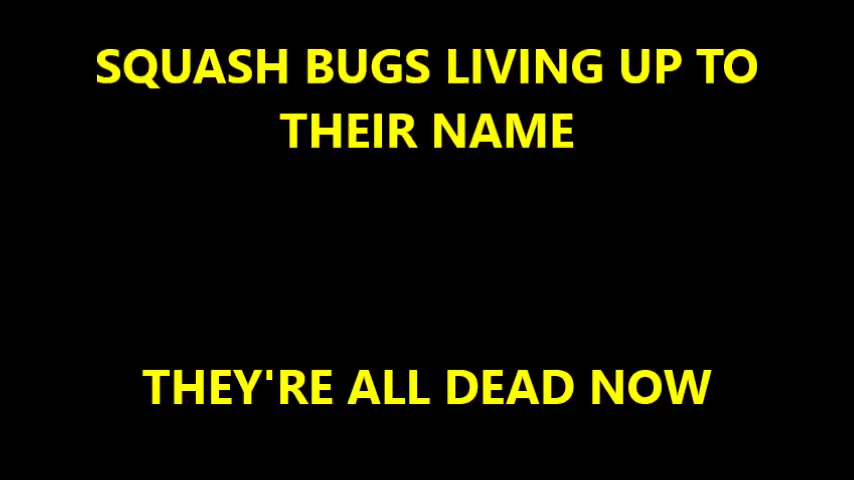 SQUASH BUGS LIVING UP TO
THEIR NAME
THEY'RE ALL DEAD NOW